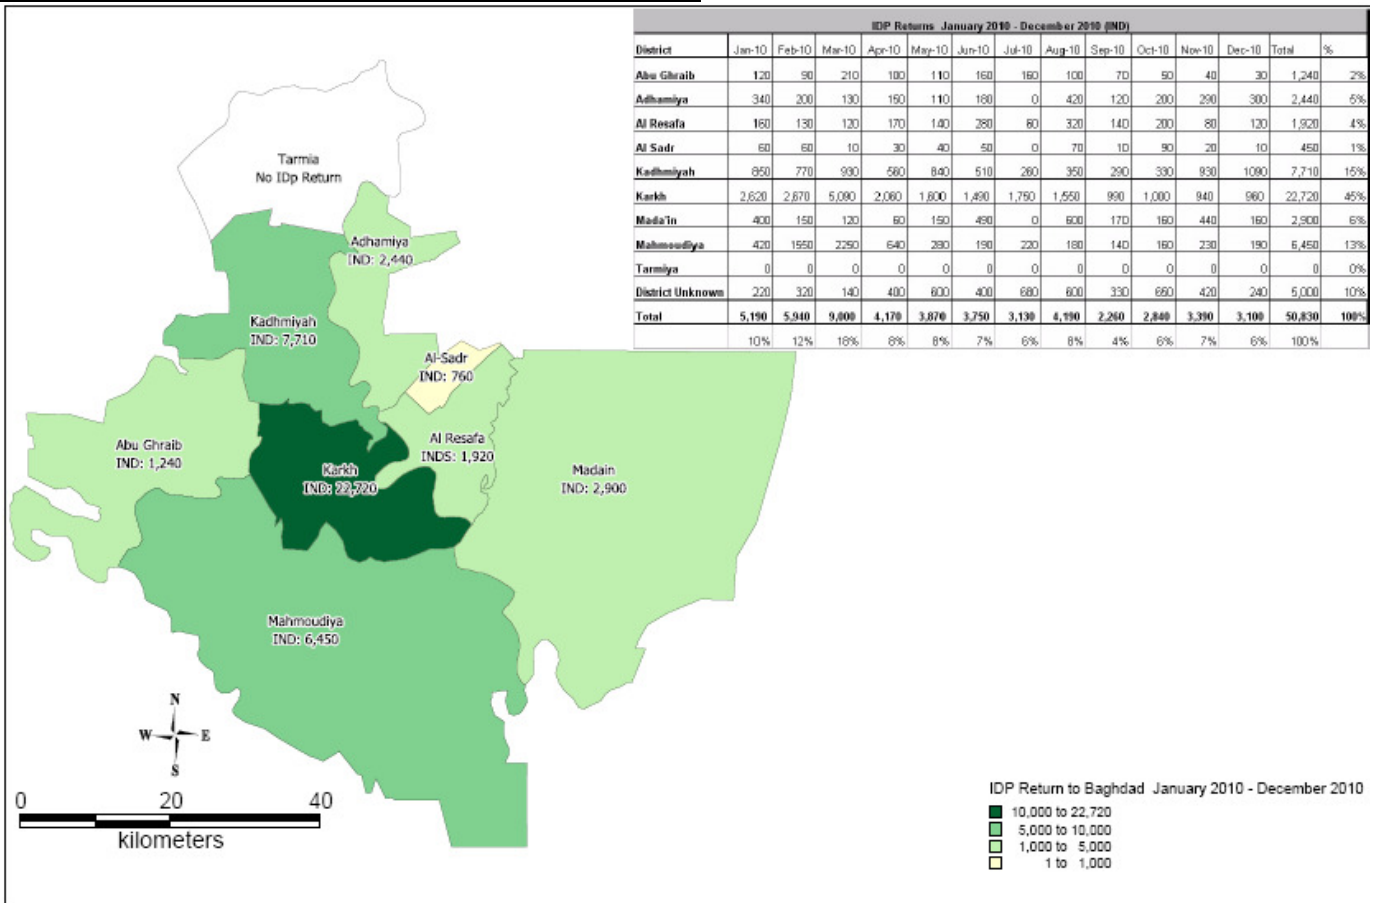 IDP Returns January 2010 - December 2010 (IND)
District Jan-10 Feb-10 Mar-10 Apr-10 May-10 Jun-10 Jul-10 Aug-10 Sep-10 Oct-10 Nov-10 Dec-10 Total %
Abu Ghraib 120 90 210 100 110 160 160 100 70 50 40 30 1,240 2%
Adhamiya 340 200 130 150 110 180 0 420 120 200 290 300 2,440 5%
Al Resafa 160 130 120 170 140 280 60 320 140 200 80 120 1,920 4%
Al Sadr 60 60 10 30 40 50 0 70 10 90 20 10 450 1%
Kadhmiyah 850 770 930 560 840 510 260 350 290 330 930 1090 7,710 15%
Karkh 2,620 2,670 5,090 2,060 1,600 1,490 1,750 1,550 990 1,000 940 960 22,720 45%
Mada'in 400 150 120 60 150 490 0 600 170 160 440 160 2,900 6%
Mahmoudiya 420 1550 2250 640 280 190 220 180 140 160 230 190 6,450 13%
Tarmiya 0 0 0 0 0 0 0 0 0 0 0 0 0 0%
District Unknown 220 320 140 400 600 400 680 600 330 650 420 240 5,000 10%
Total 5,190 5,940 9,000 4,170 3,870 3,750 3,130 4,190 2,260 2,840 3,390 3,100 50,830 100%
10% 12% 18% 8% 8% 7% 6% 8% 4% 6% 7% 6% 100%
Tarmia
No IDp Return
Adhamiya
IND: 2,440
Kadhmiyah
IND: 7,710
Al-Sadr
IND: 760
Abu Ghraib
IND: 1,240
Al Resafa
INDS: 1,920
Karkh
IND: 22,720
Madain
IND: 2,900
Mahmoudiya
IND: 6,450
N
W E
S
0 20 40
kilometers
IDP Return to Baghdad January 2010 - December 2010
10,000 to 22,720
5,000 to 10,000
1,000 to 5,000
1 to 1,000